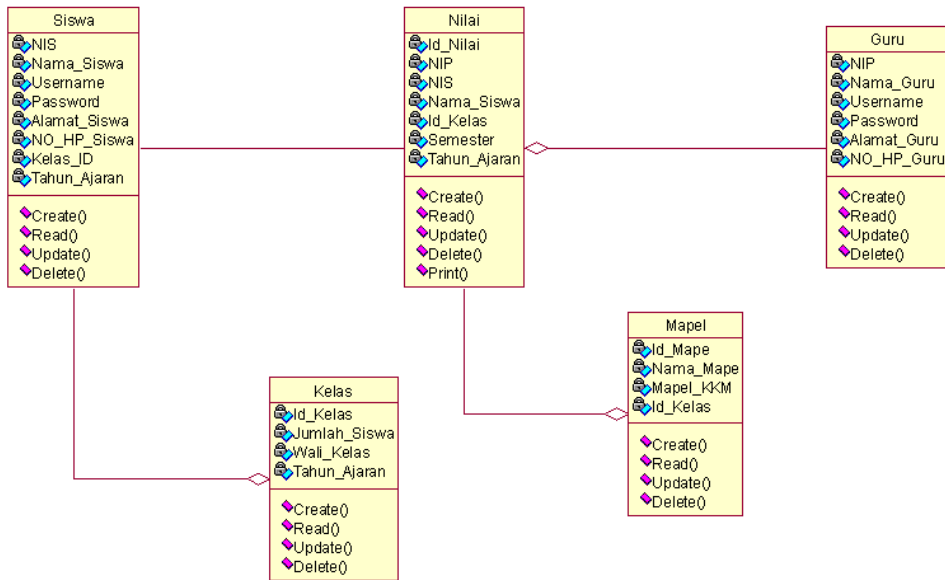 Siswa
NIS
Nama_Siswa
Username
Password
Alamat_Siswa
NO_HP_Siswa
Kelas_ID
Tahun_Ajaran
Create()
Read()
Update()
Delete()
Nilai
Id_Nilai
NIP
NIS
Nama_Siswa
Id_Kelas
Semester
Tahun_Ajaran
Create()
Read()
Update()
Delete()
Print()
Guru
NIP
Nama_Guru
Username
Password
Alamat_Guru
NO_HP_Guru
Create()
Read()
Update()
Delete()
Kelas
Id_Kelas
Jumlah_Siswa
Wali_Kelas
Tahun_Ajaran
Create()
Read()
Update()
Delete()
Mapel
Id_Mape
Nama_Mape
Mapel_KKM
Id_Kelas
Create()
Read()
Update()
Delete()